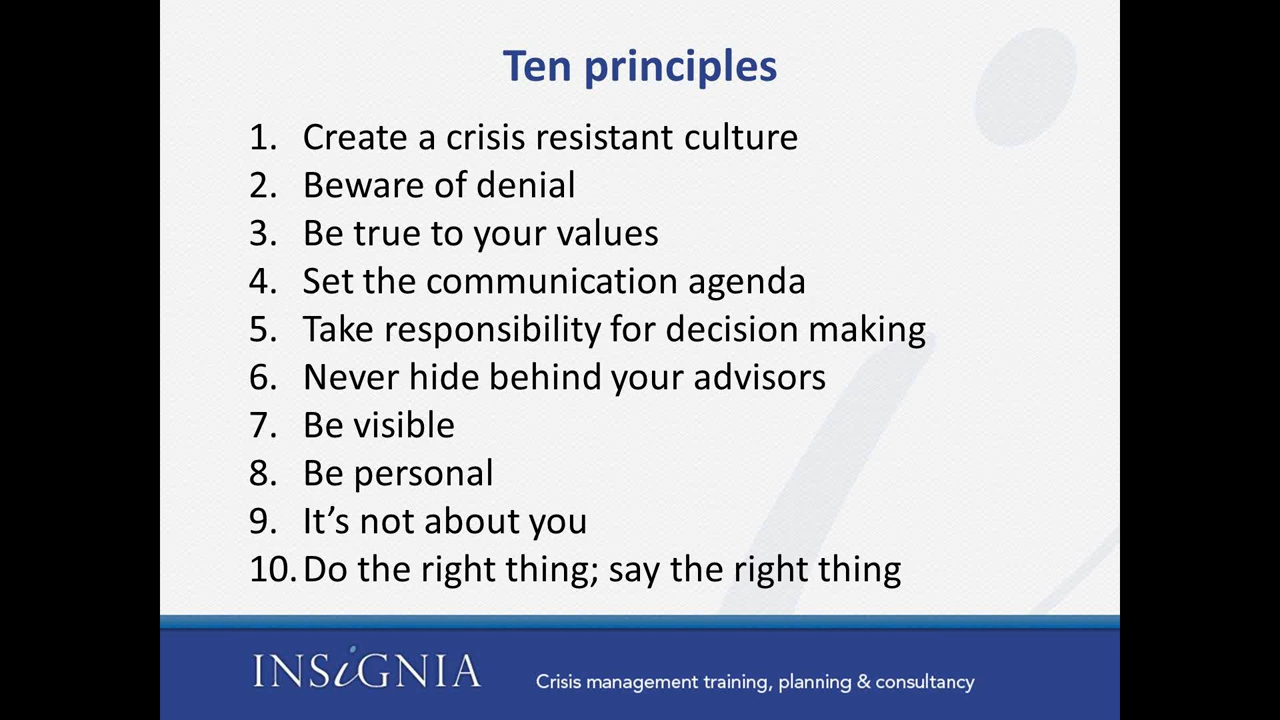 Ten principles
1. Create a crisis resistant culture
2. Beware of denial
3. Be true to your values
4. Set the communication agenda
5. Take responsibility for decision making
6. Never hide behind your advisors
7. Be visible
8. Be personal
9. It’s not about you
10. Do the right thing; say the right thing
INSiGNIA
Crisis management training, planning & consultancy